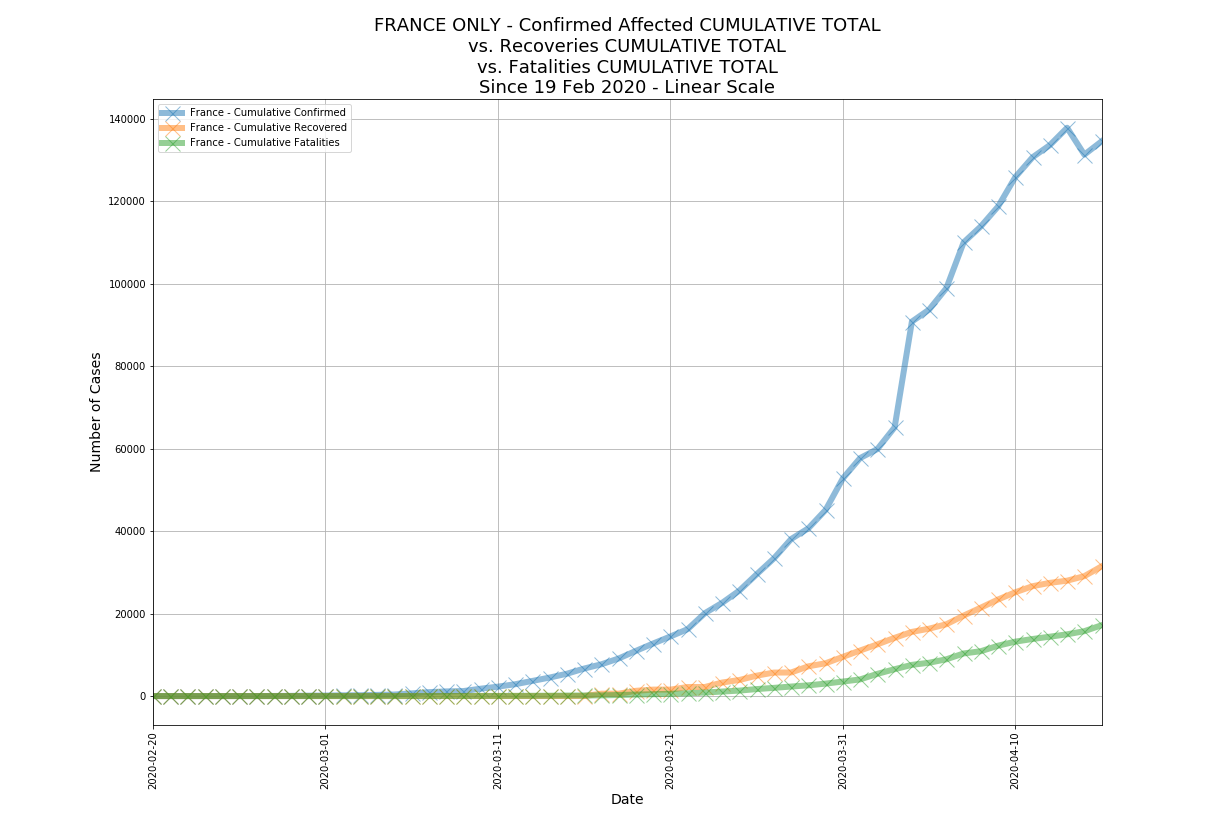 FRANCE ONLY - Confirmed Affected CUMULATIVE TOTAL
vs. Recoveries CUMULATIVE TOTAL
vs. Fatalities CUMULATIVE TOTAL
Since 19 Feb 2020 - Linear Scale
France - Cumulative Confirmed
France - Cumulative Recovered
France - Cumulative Fatalities
Number of Cases
140000
120000
100000
80000
60000
40000
20000
0
2020-02-20
2020-03-01
2020-03-11
2020-03-21
2020-03-31
2020-04-10
Date